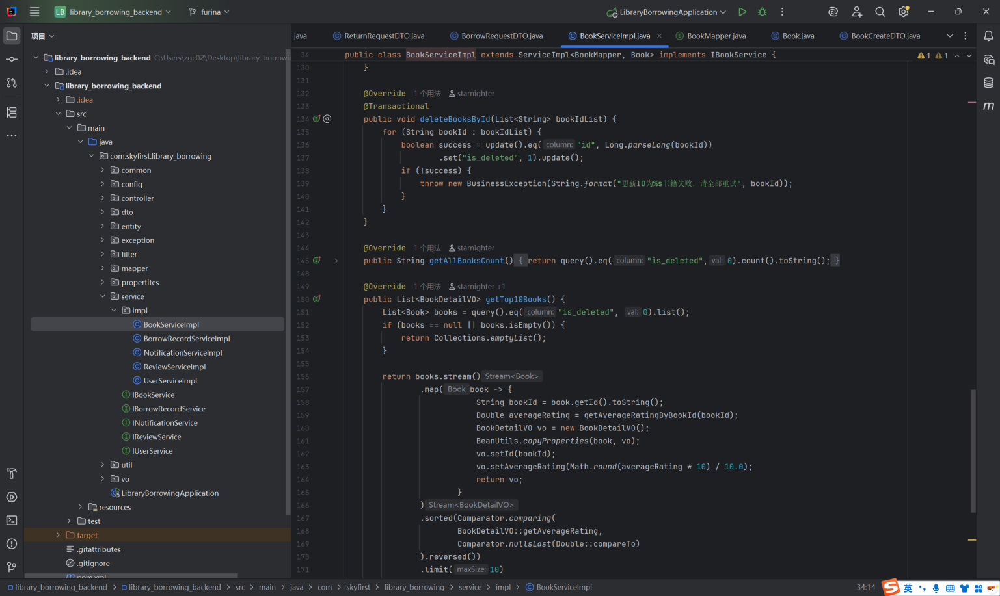 LB library_borrowing_backend furina LibraryBorrowingApplication
项目
java ReturnRequestDTO.java BorrowRequestDTO.java BookServiceImpl.java BookMapper.java Book.java BookCreateDTO.java
library_borrowing_backend C:\Users\zgc02\Desktop\library_borrowin
.idea
library_borrowing_backend
.idea
src
main
java
com.skyfirst.library_borrowing
common
config
controller
dto
entity
exception
filter
mapper
propertites
service
impl
BookServiceImpl
BorrowRecordServiceImpl
NotificationServiceImpl
ReviewServiceImpl
UserServiceImpl
IBookService
IBorrowRecordService
INotificationService
IReviewService
IUserService
util
vo
LibraryBorrowingApplication
resources
test
target
.gitattributes
.gitignore
pom.xml
34 public class BookServiceImpl extends ServiceImpl<BookMapper, Book> implements IBookService { 1 1
130 }
131
132 @Override 1 个用法 starnighter
133 @Transactional
134 public void deleteBooksById(List<String> bookIdList) {
135 for (String bookId : bookIdList) {
136 boolean success = update().eq( column: "id", Long.parseLong(bookId))
137 .set("is_deleted", 1).update();
138 if (!success) {
139 throw new BusinessException(String.format("更新ID为%s书籍失败，请全部重试", bookId));
140 }
141 }
142 }
143
144 @Override 1 个用法 starnighter
145 public String getAllBooksCount() { return query().eq( column: "is_deleted", val: 0).count().toString(); }
148
149 @Override 1 个用法 starnighter +1
150 public List<BookDetailVO> getTop10Books() {
151 List<Book> books = query().eq( column: "is_deleted", val: 0).list();
152 if (books == null || books.isEmpty()) {
153 return Collections.emptyList();
154 }
155
156 return books.stream() Stream<Book>
157 .map( Book book -> {
158 String bookId = book.getId().toString();
159 Double averageRating = getAverageRatingByBookId(bookId);
160 BookDetailVO vo = new BookDetailVO();
161 BeanUtils.copyProperties(book, vo);
162 vo.setId(bookId);
163 vo.setAverageRating(Math.round(averageRating * 10) / 10.0);
164 return vo;
165 }
166 ) Stream<BookDetailVO>
167 .sorted(Comparator.comparing(
168 BookDetailVO::getAverageRating,
169 Comparator.nullsLast(Double::compareTo)
170 ).reversed())
171 .limit( maxSize: 10)
library_borrowing_backend > library_borrowing_backend > src > main > java > com > skyfirst > library_borrowing > service > impl > BookServiceImpl 34:14 英